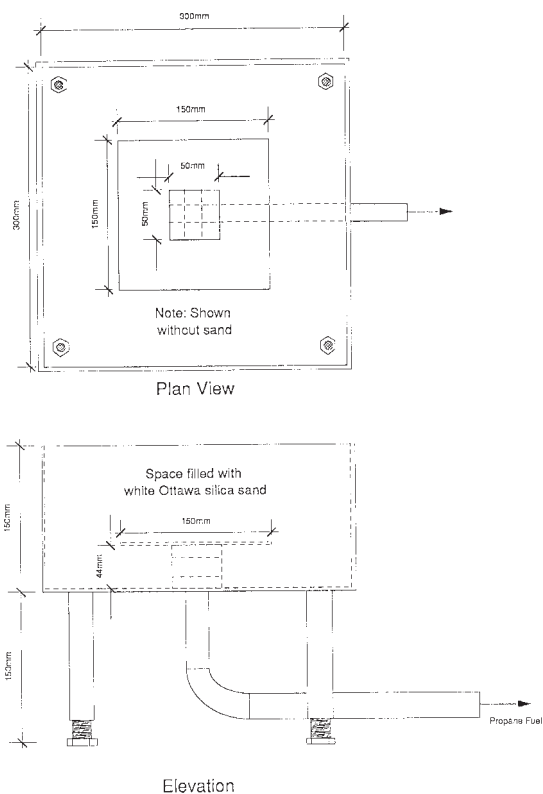 300mm
150mm
50mm
50mm
150mm
300mm
Note: Shown
without sand
Plan View
Space filled with
white Ottawa silica sand
150mm
150mm
44mm
150mm
Propane Fuel
Elevation